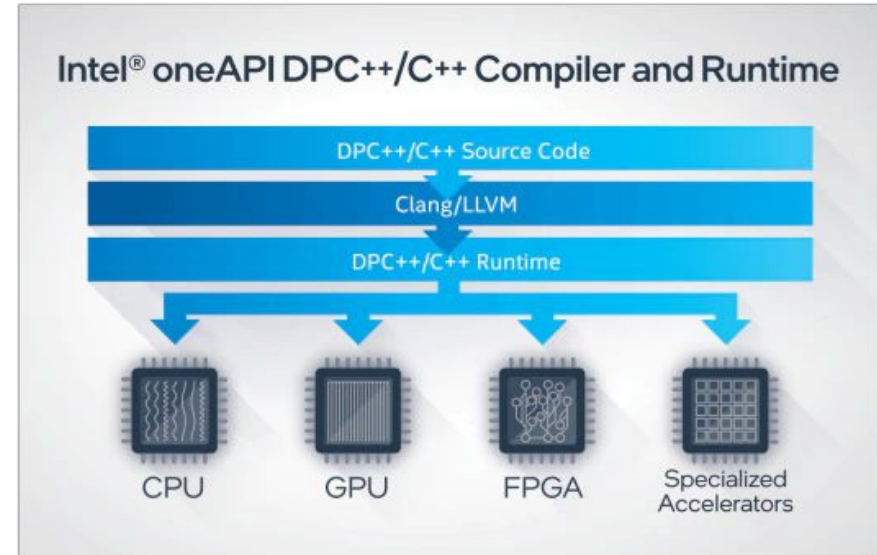 Intel® oneAPI DPC++/C++ Compiler and Runtime
DPC++/C++ Source Code
Clang/LLVM
DPC++/C++ Runtime
CPU
GPU
FPGA
Specialized
Accelerators